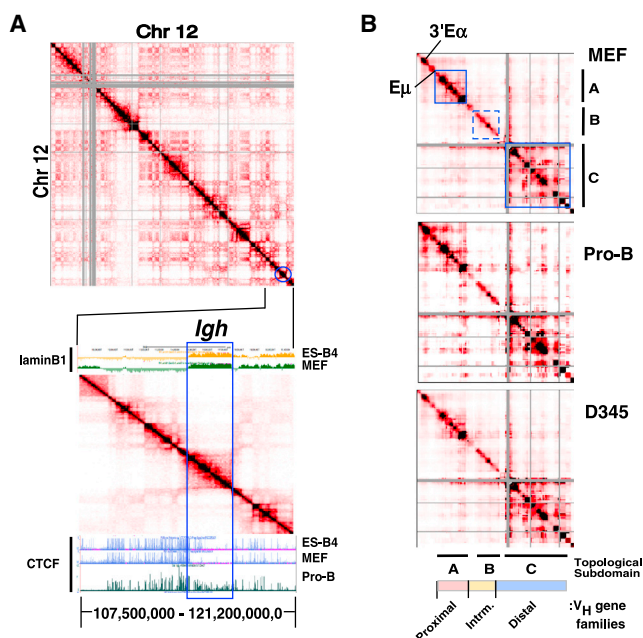 A
Chr 12
Chr 12
Igh
laminB1
ES-B4
MEF
CTCF
ES-B4
MEF
Pro-B
107,500,000 - 121,200,000,0
B
3'Eα
Eμ
MEF
A
B
C
Pro-B
D345
A B C
Topological Subdomain
Proximal
Intrm.
Distal
:VH gene families